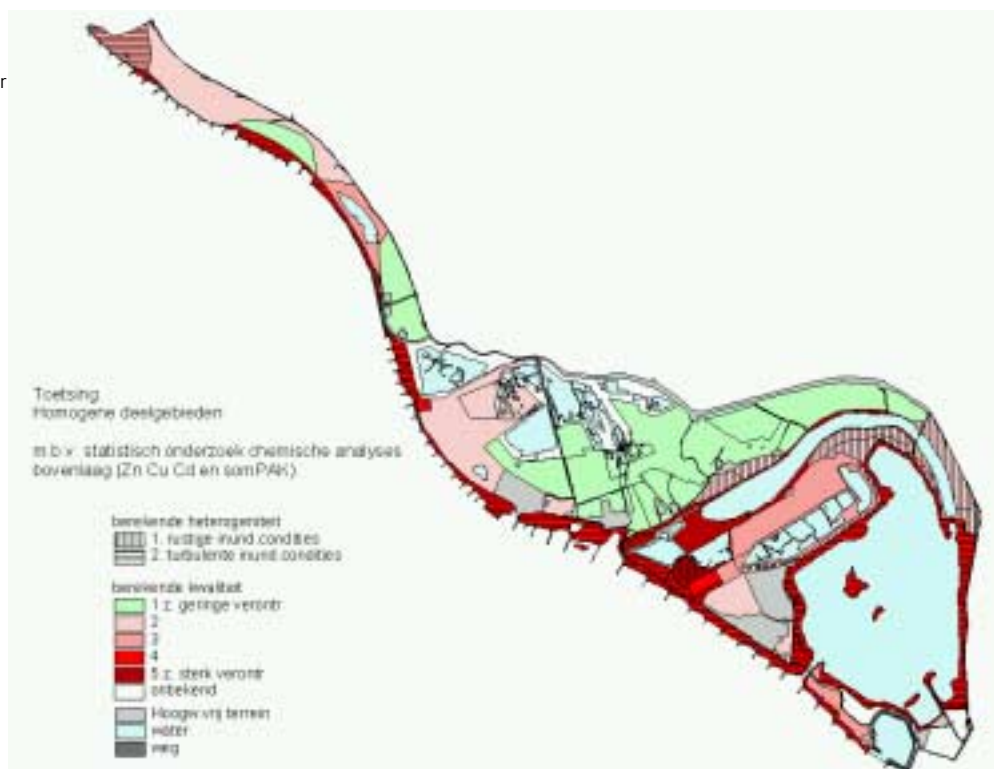 r
Toetsing
Homogene deelgebieden
m.b.v. statistisch onderzoek chemische analyses
bovenlaag (Zn Cu Cd en somPAK)
berekende heterogeniteit
1. rustige inund.condities
2. turbulente inund.condities
berekende kwaliteit
1 z. geringe verontr
2
3
4
5 z. sterk verontr
onbekend
Hoogw.vrij terrein
water
weg